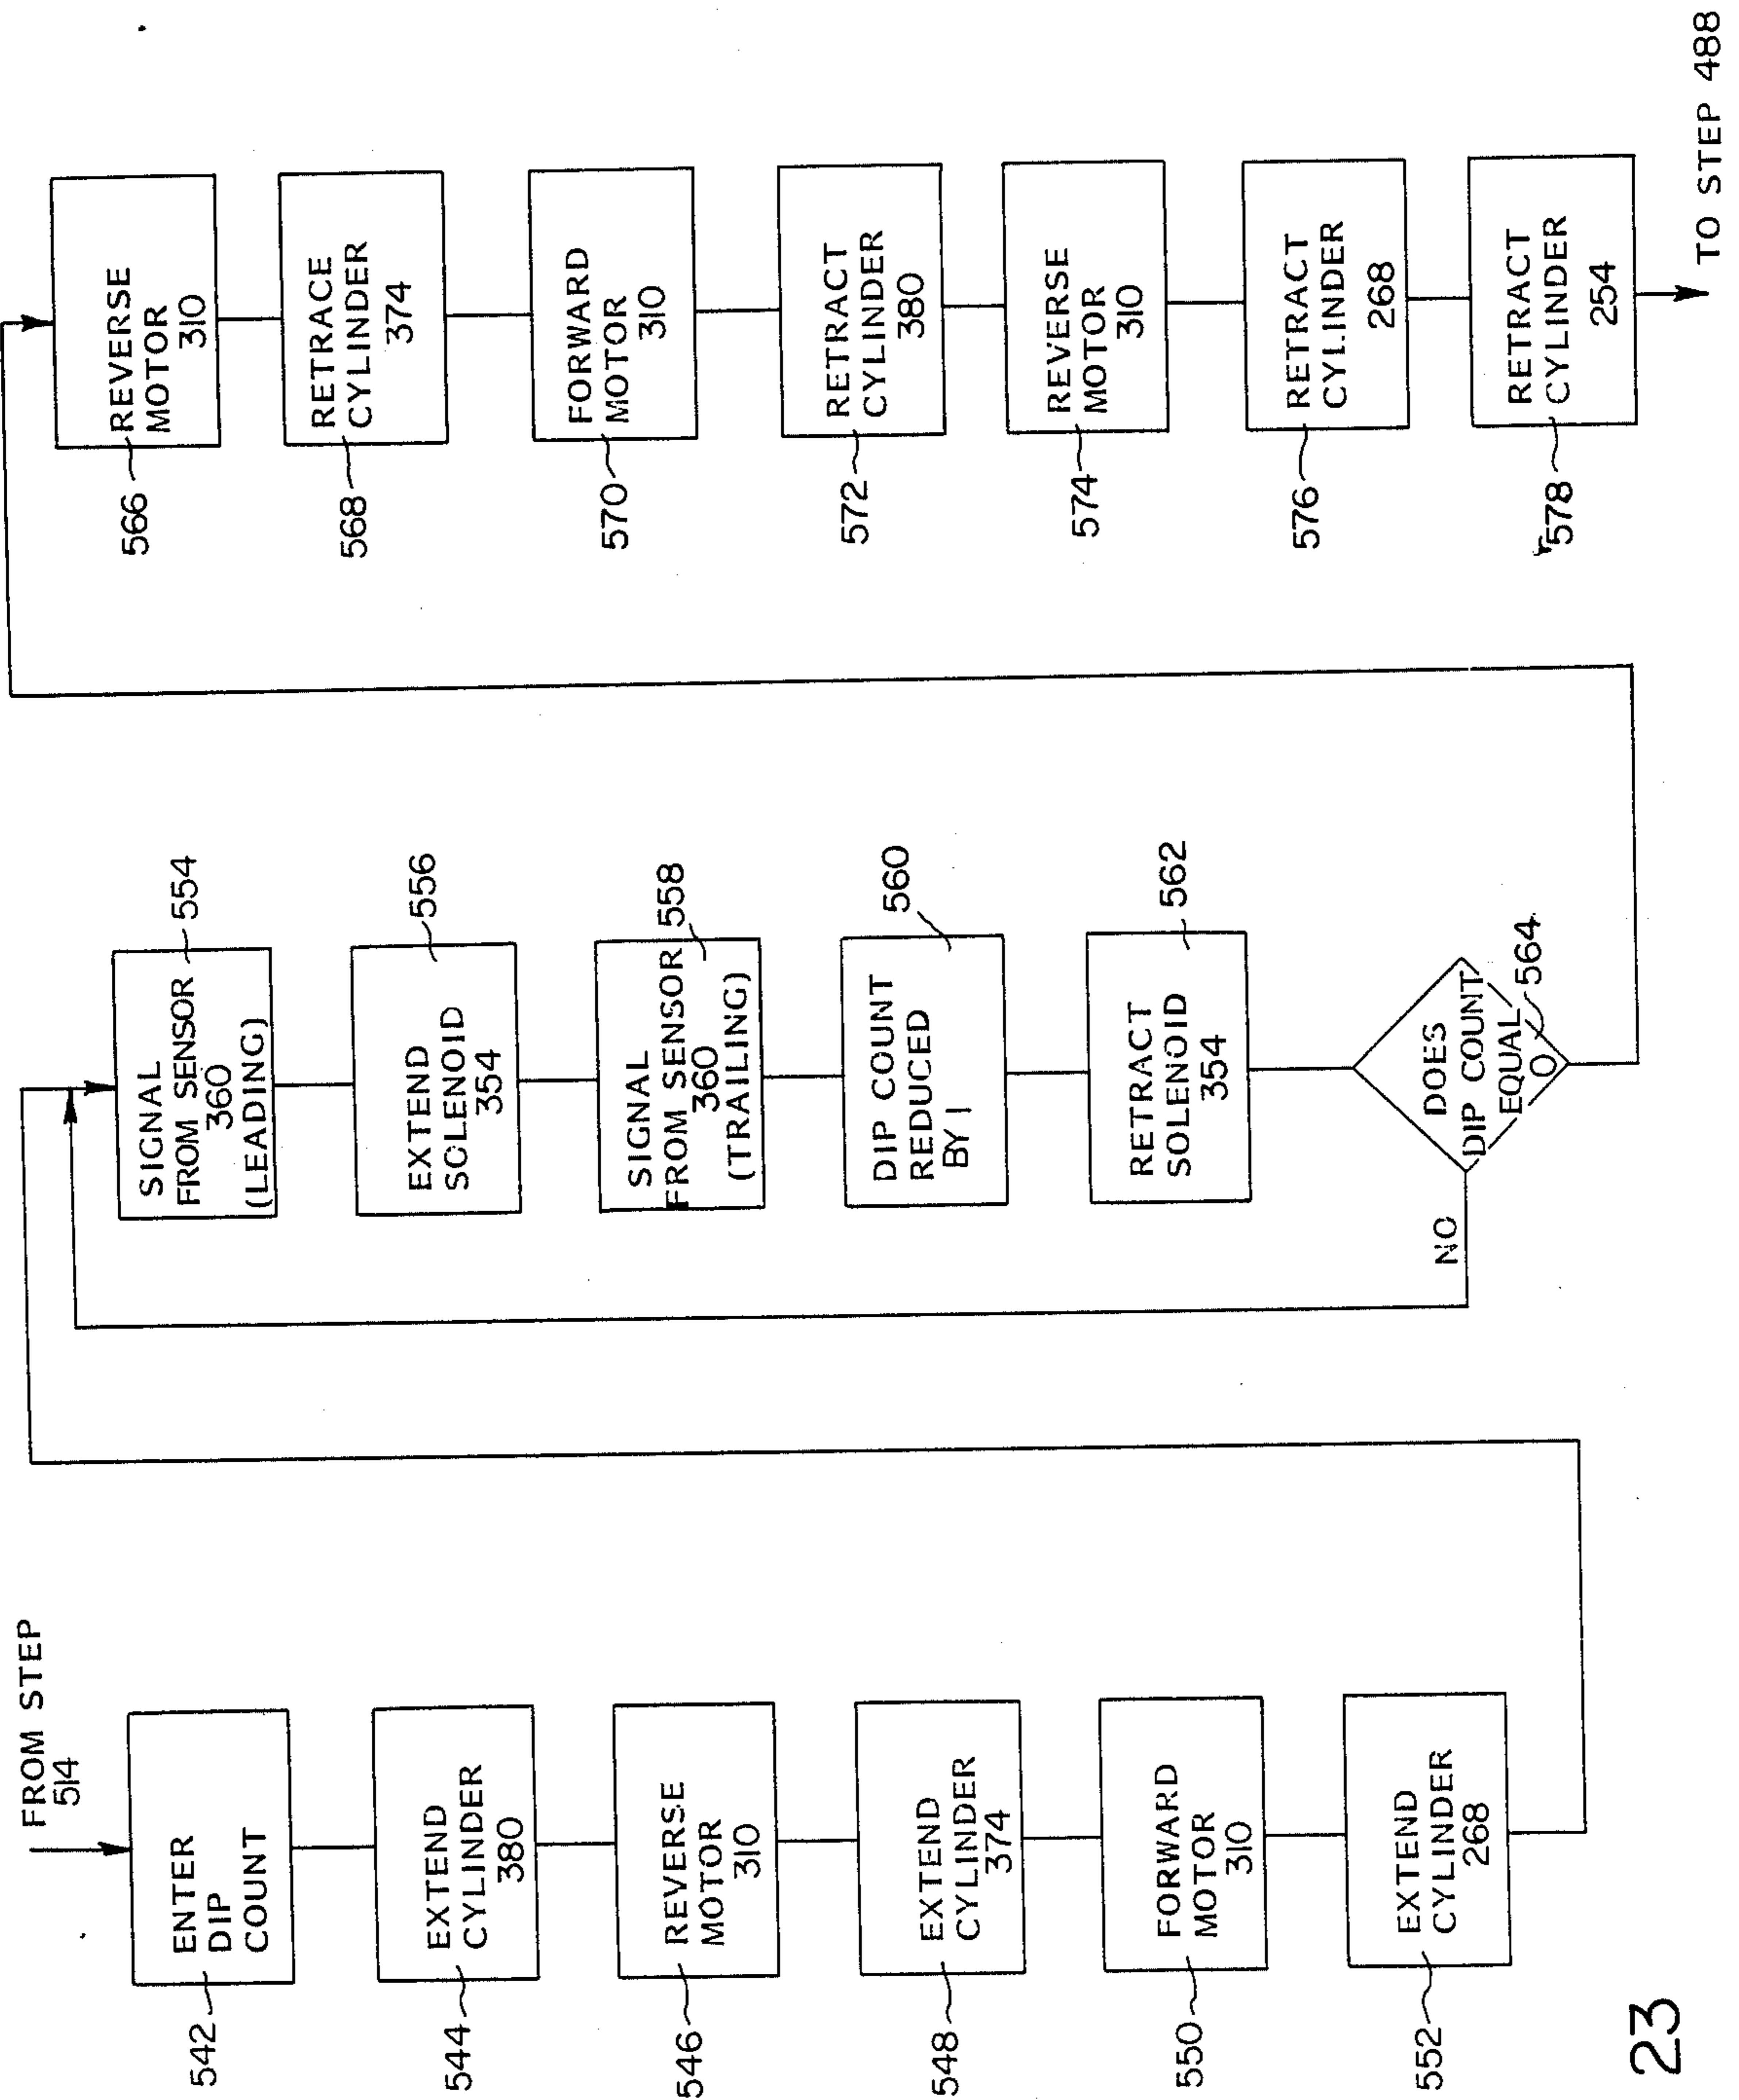 FROM STEP
514
542
ENTER
DIP
COUNT
544
EXTEND
CYLINDER
380
546
REVERSE
MOTOR
310
548
EXTEND
CYLINDER
374
550
FORWARD
MOTOR
310
552
EXTEND
CYLINDER
268
554
SIGNAL
FROM SENSOR
360
(LEADING)
556
EXTEND
SOLENOID
354
558
SIGNAL
FROM SENSOR
360
(TRAILING)
560
DIP COUNT
REDUCED
BY 1
562
RETRACT
SOLENOID
354
564
DOES
DIP COUNT
EQUAL
0
NO
566
REVERSE
MOTOR
310
568
RETRACE
CYLINDER
374
570
FORWARD
MOTOR
310
572
RETRACT
CYLINDER
380
574
REVERSE
MOTOR
310
576
RETRACT
CYLINDER
268
578
RETRACT
CYLINDER
254
TO STEP 488
23